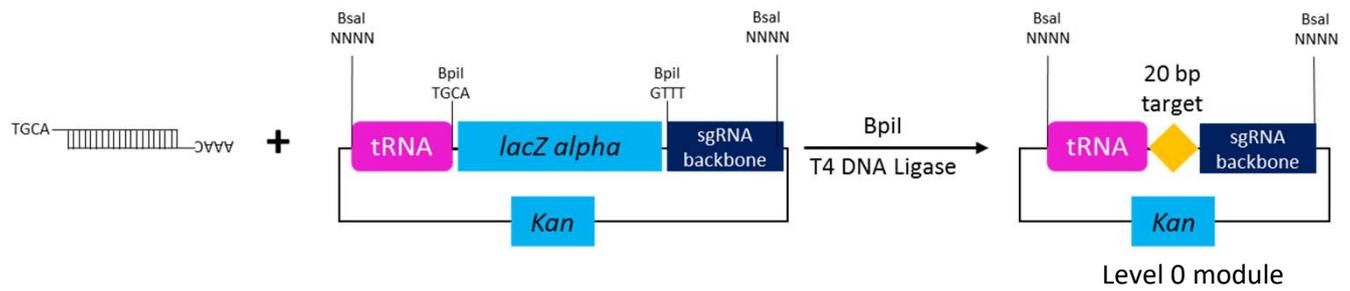 BsaI
NNNN
BsaI
NNNN
BsaI
NNNN
BsaI
NNNN
BpiI
TGCA
BpiI
GTTT
20 bp
target
TGCA
AAAC
+
tRNA
lacZ alpha
sgRNA
backbone
BpiI
T4 DNA Ligase
tRNA
sgRNA
backbone
Kan
Kan
Level 0 module